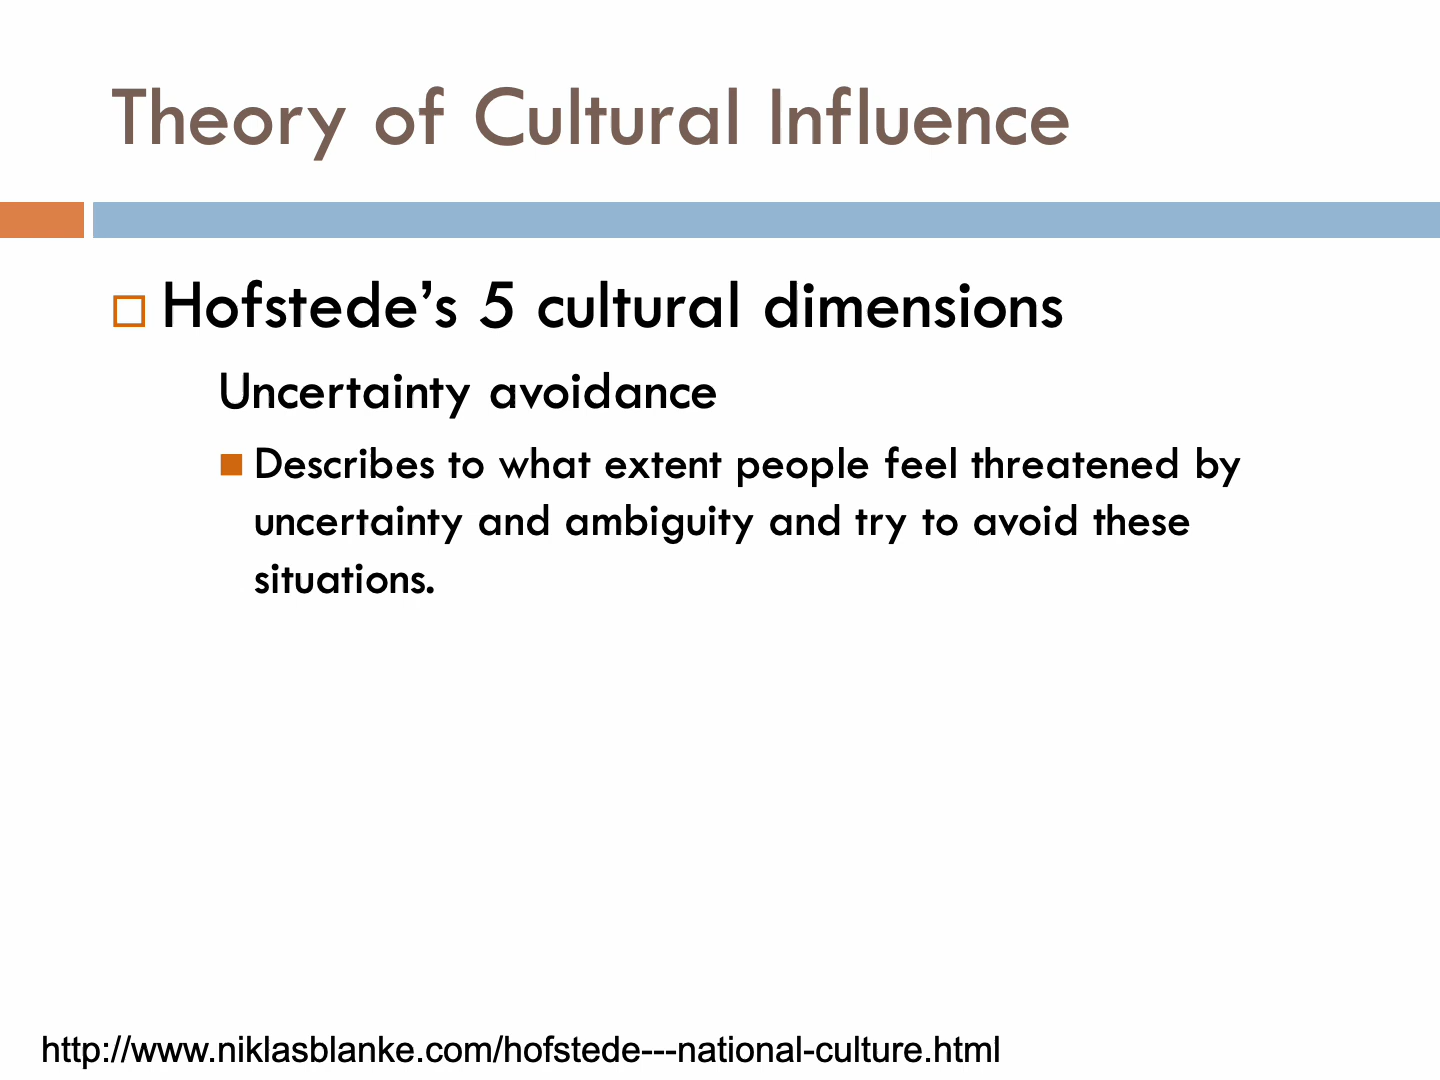 Theory of Cultural Influence
Hofstede’s 5 cultural dimensions
Uncertainty avoidance
Describes to what extent people feel threatened by
uncertainty and ambiguity and try to avoid these
situations.
http://www.niklasblanke.com/hofstede---national-culture.html